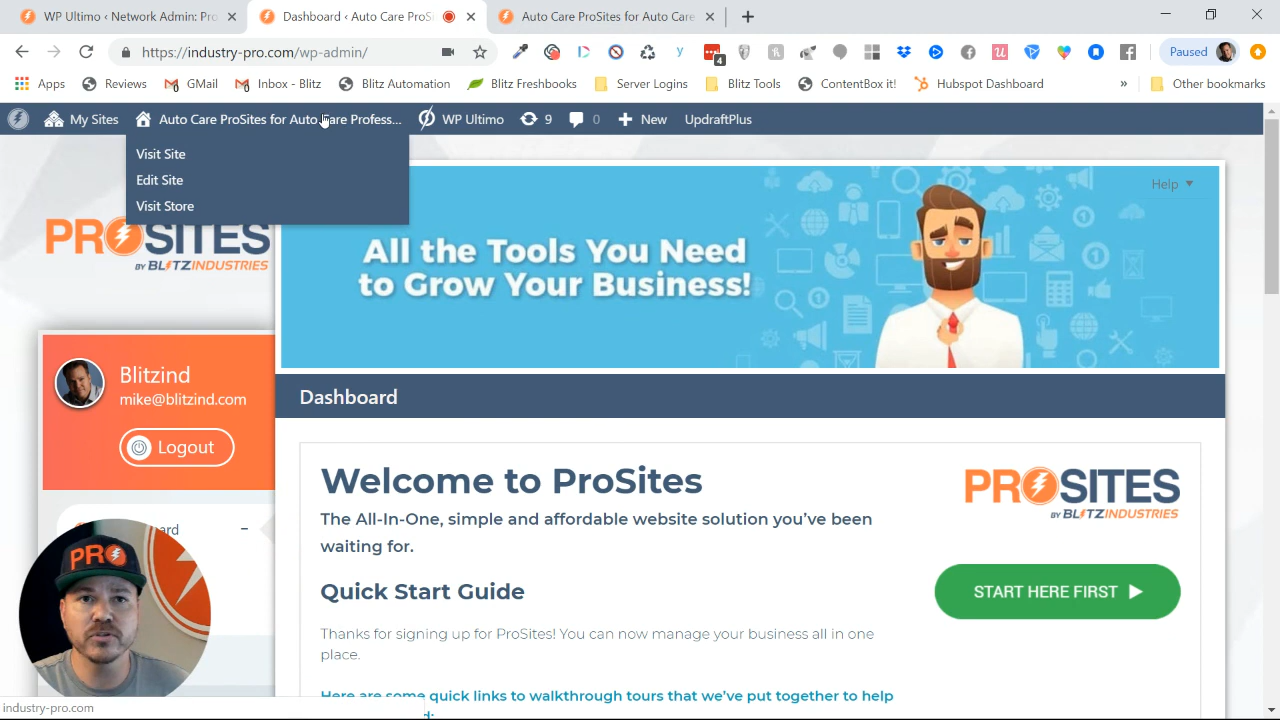 WP Ultimo ‹ Network Admin: Pro
Dashboard ‹ Auto Care ProS
Auto Care ProSites for Auto Care
https://industry-pro.com/wp-admin/
4
y
Paused
Apps
Reviews
GMail
Inbox - Blitz
Blitz Automation
Blitz Freshbooks
Server Logins
Blitz Tools
ContentBox it!
Hubspot Dashboard
»
Other bookmarks
My Sites
Auto Care ProSites for Auto Care Profess...
WP Ultimo
9
0
New
UpdraftPlus
Visit Site
Edit Site
Visit Store
Help
PROSITES
BY BLITZINDUSTRIES
All the Tools You Need
to Grow Your Business!
Blitzind
mike@blitzind.com
Logout
Dashboard
Welcome to ProSites
The All-In-One, simple and affordable website solution you've been
waiting for.
Quick Start Guide
Thanks for signing up for ProSites! You can now manage your business all in one
place.
Here are some quick links to walkthrough tours that we've put together to help
PROSITES
BY BLITZINDUSTRIES
START HERE FIRST
PRO
industry-pro.com